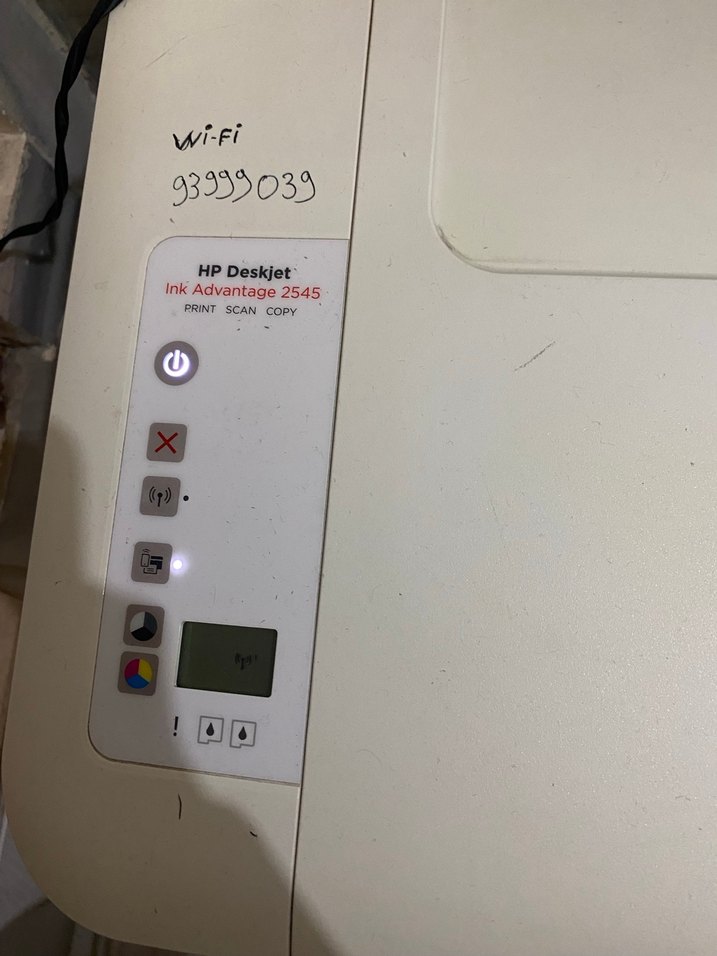 Wi-Fi
93999039
HP Deskjet
Ink Advantage 2545
PRINT SCAN COPY
!